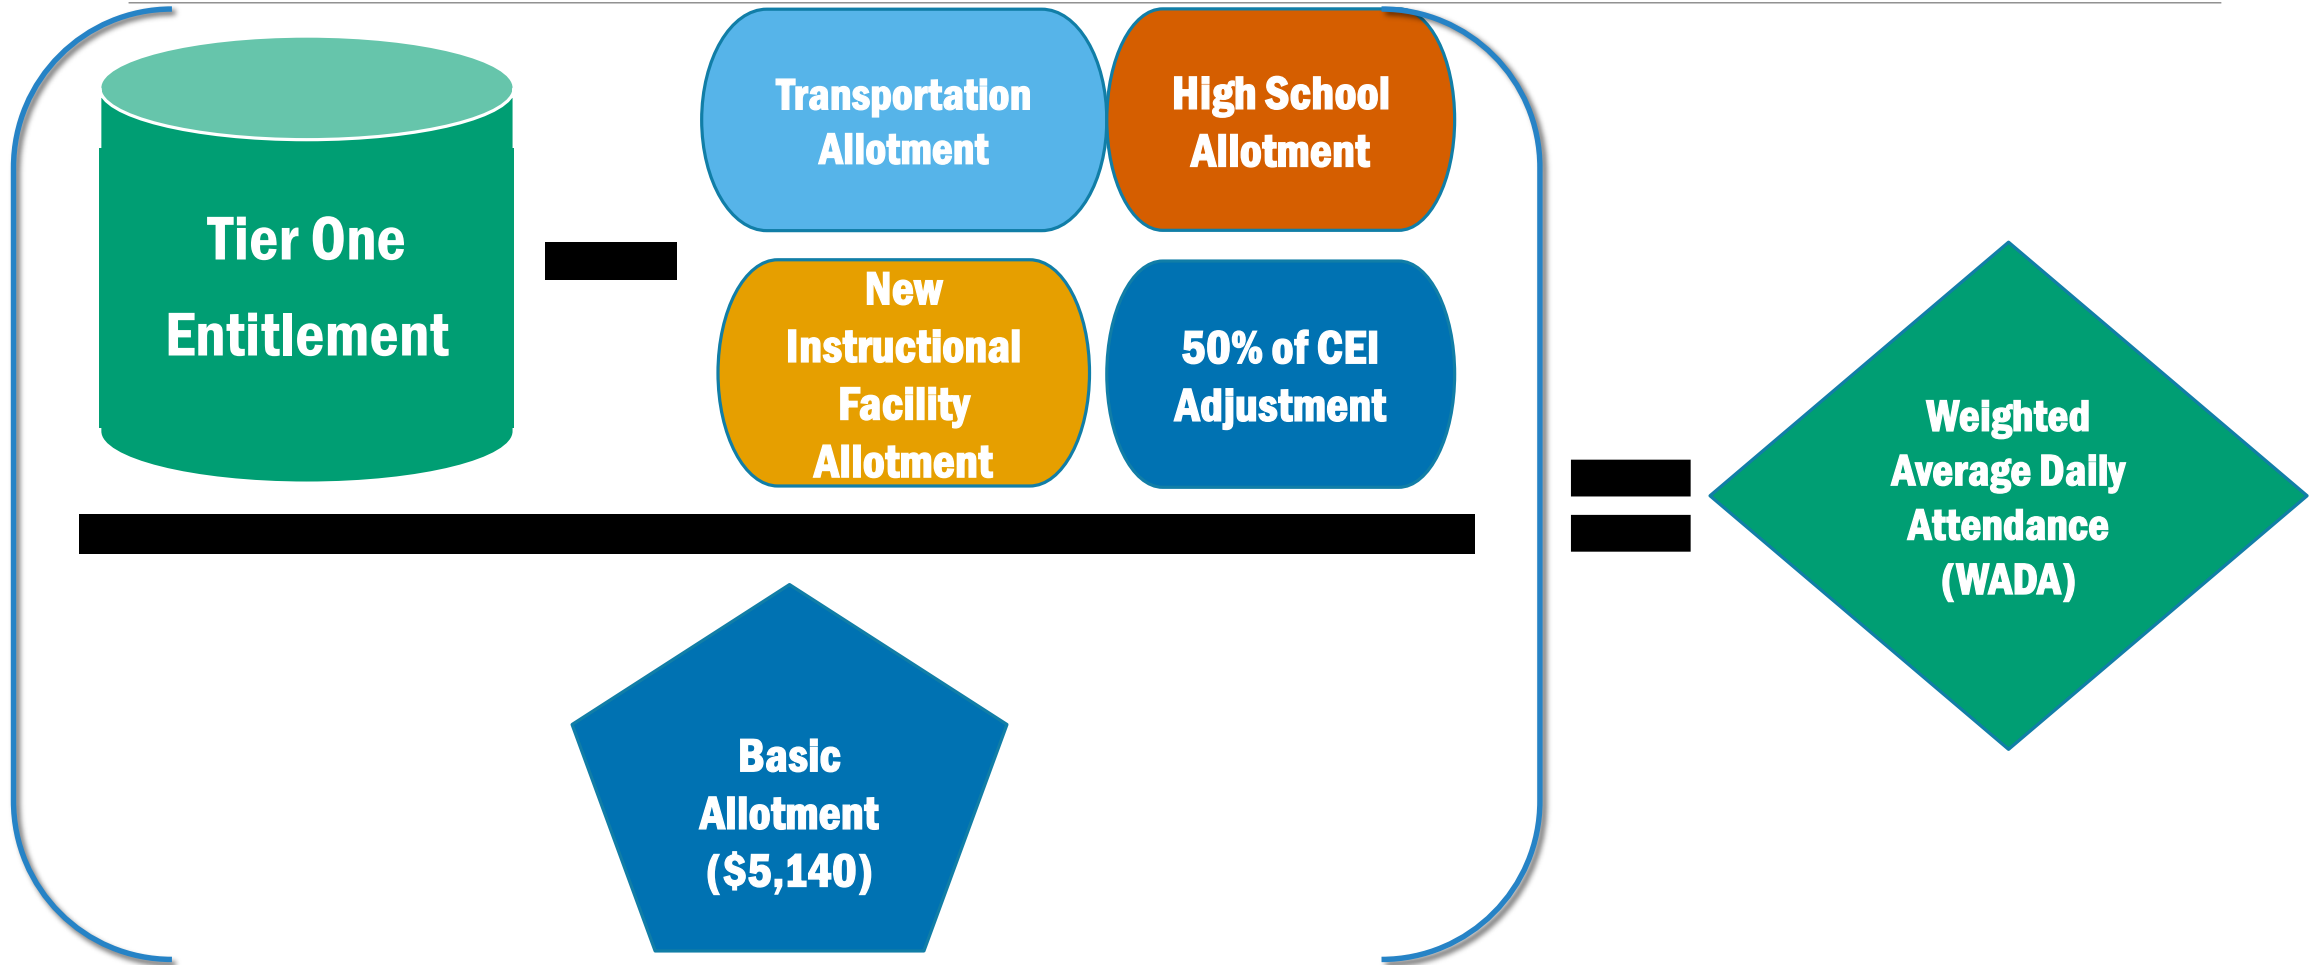 Tier One
Entitlement
Transportation
Allotment
High School
Allotment
New
Instructional
Facility
Allotment
50% of CEI
Adjustment
Basic
Allotment
($5,140)
Weighted
Average Daily
Attendance
(WADA)